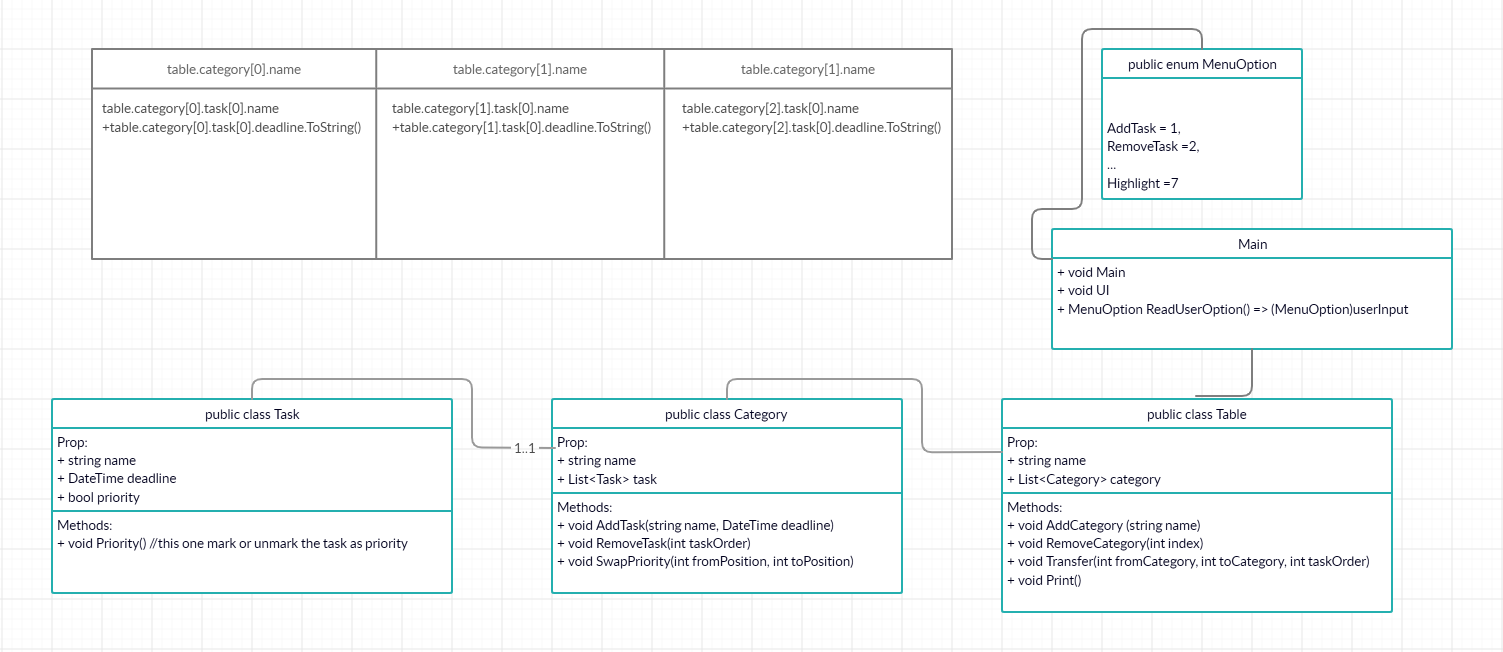 table.category[0].name
table.category[1].name
table.category[1].name
table.category[0].task[0].name
+table.category[0].task[0].deadline.ToString()
table.category[1].task[0].name
+table.category[1].task[0].deadline.ToString()
table.category[2].task[0].name
+table.category[2].task[0].deadline.ToString()
public enum MenuOption
AddTask = 1,
RemoveTask =2,
...
Highlight =7
Main
+ void Main
+ void UI
+ MenuOption ReadUserOption() => (MenuOption)userInput
public class Task
Prop:
+ string name
+ DateTime deadline
+ bool priority
Methods:
+ void Priority() //this one mark or unmark the task as priority
1..1
public class Category
Prop:
+ string name
+ List<Task> task
Methods:
+ void AddTask(string name, DateTime deadline)
+ void RemoveTask(int taskOrder)
+ void SwapPriority(int fromPosition, int toPosition)
public class Table
Prop:
+ string name
+ List<Category> category
Methods:
+ void AddCategory (string name)
+ void RemoveCategory(int index)
+ void Transfer(int fromCategory, int toCategory, int taskOrder)
+ void Print()